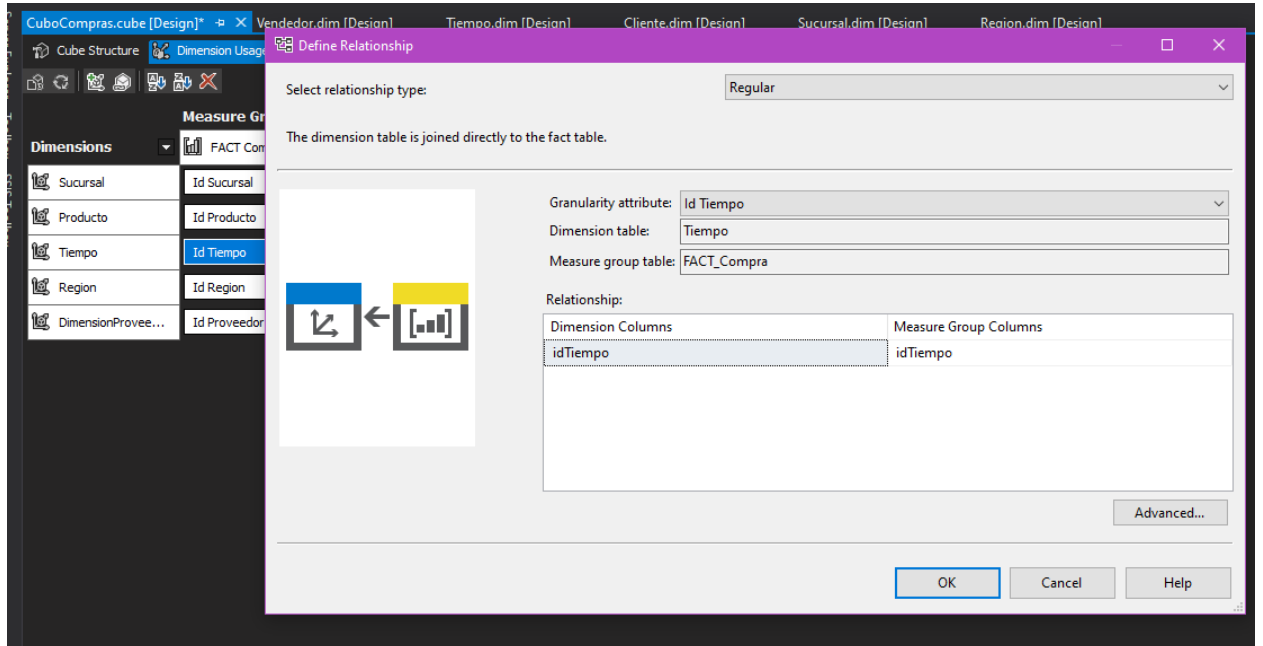 CuboCompras.cube [Design]* Vendedor.dim [Design] Tiempo.dim [Design] Cliente.dim [Design] Sucursal.dim [Design] Region.dim [Design]
Cube Structure Dimension Usage
Define Relationship
Select relationship type: Regular
The dimension table is joined directly to the fact table.
Measure Gr
Dimensions FACT Com
Sucursal Id Sucursal
Producto Id Producto
Tiempo Id Tiempo
Region Id Region
DimensionProvee... Id Proveedor
Granularity attribute: Id Tiempo
Dimension table: Tiempo
Measure group table: FACT_Compra
Relationship:
Dimension Columns Measure Group Columns
idTiempo idTiempo
Advanced...
OK Cancel Help